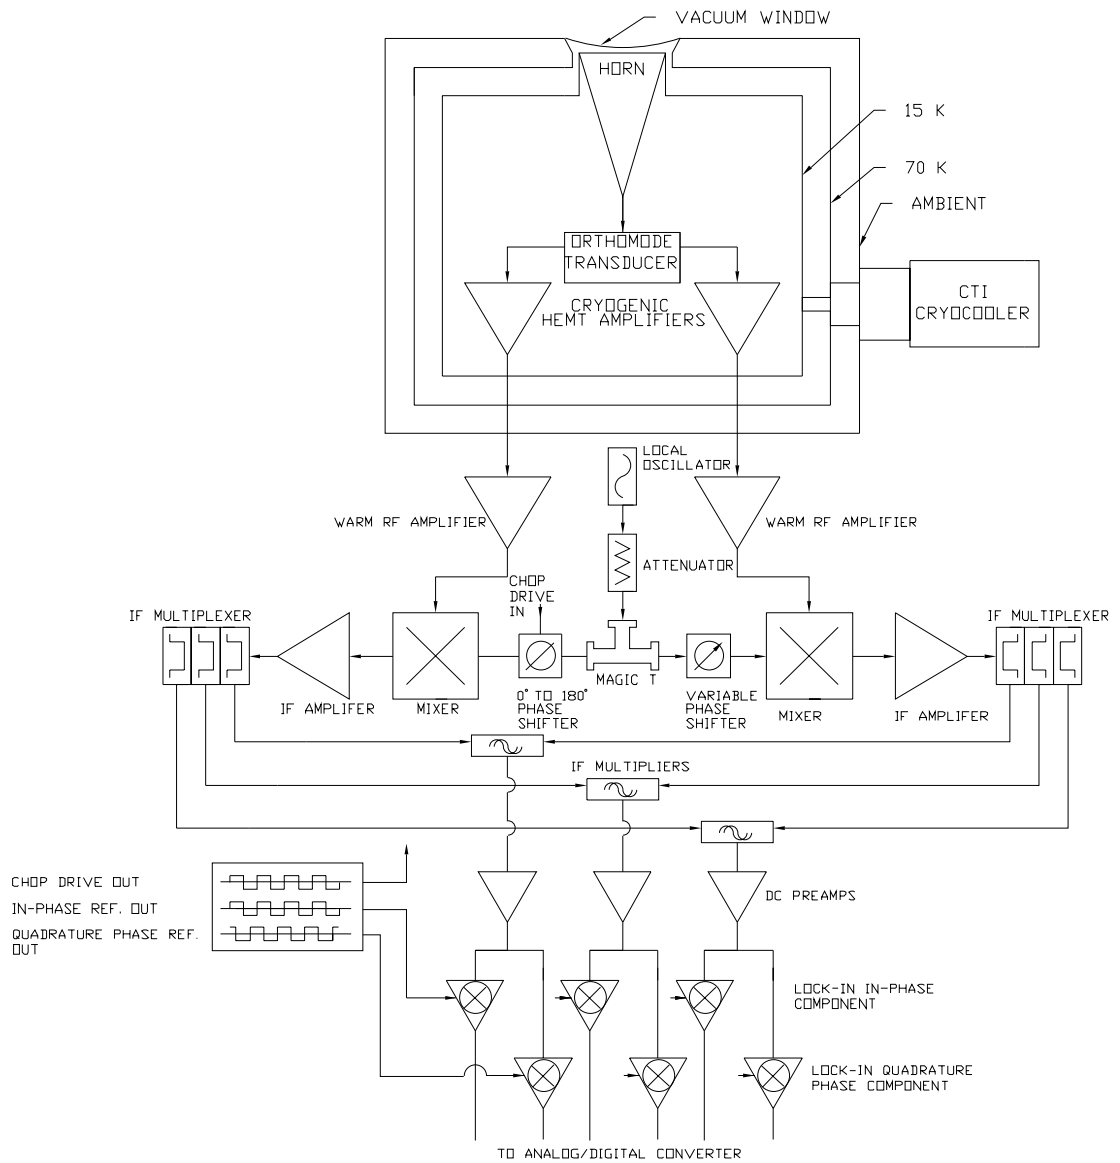 VACUUM WINDOW
HORN
15 K
70 K
AMBIENT
ORTHOMODE
TRANSDUCER
CRYOGENIC
HEMT AMPLIFIERS
CTI
CRYOCOOLER
LOCAL
OSCILLATOR
WARM RF AMPLIFIER
WARM RF AMPLIFIER
ATTENUATOR
CHOP
DRIVE
IN
IF MULTIPLEXER
IF MULTIPLEXER
MAGIC T
IF AMPLIFER
MIXER
0° TO 180°
PHASE
SHIFTER
VARIABLE
PHASE
SHIFTER
MIXER
IF AMPLIFER
IF MULTIPLIERS
CHOP DRIVE OUT
IN-PHASE REF. OUT
QUADRATURE PHASE REF.
OUT
DC PREAMPS
LOCK-IN IN-PHASE
COMPONENT
LOCK-IN QUADRATURE
PHASE COMPONENT
TO ANALOG/DIGITAL CONVERTER